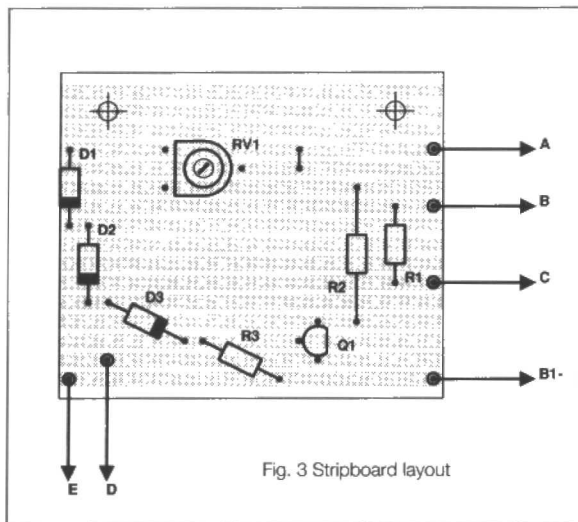 RV1
A
D1
B
D2
R2
R1
C
D3
R3
Q1
B1-
Fig. 3 Stripboard layout
E
D